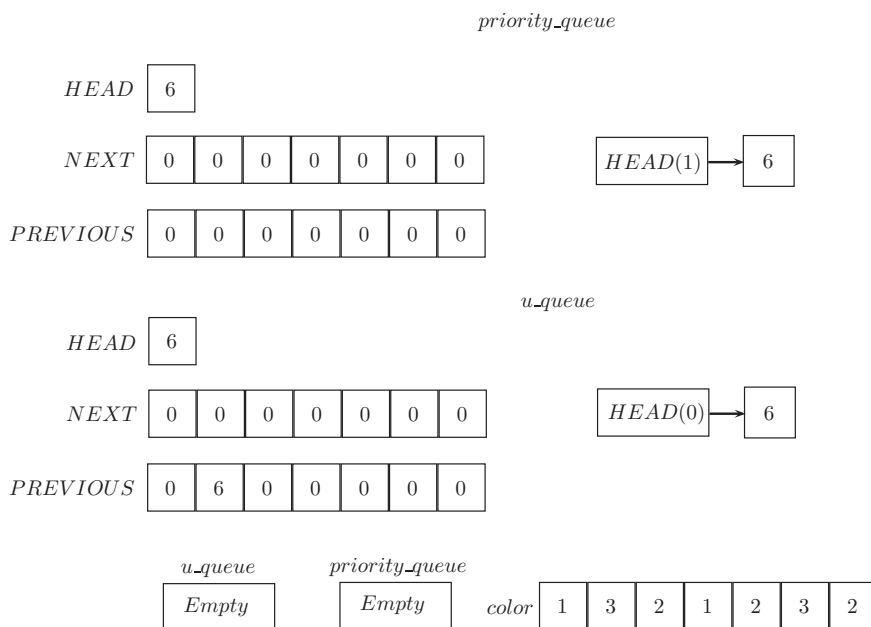 priority_queue
HEAD 6
NEXT 0 0 0 0 0 0 0 HEAD(1) 6
PREVIOUS 0 0 0 0 0 0 0
u_queue
HEAD 6
NEXT 0 0 0 0 0 0 0 HEAD(0) 6
PREVIOUS 0 6 0 0 0 0 0
u_queue priority_queue
Empty Empty color 1 3 2 1 2 3 2